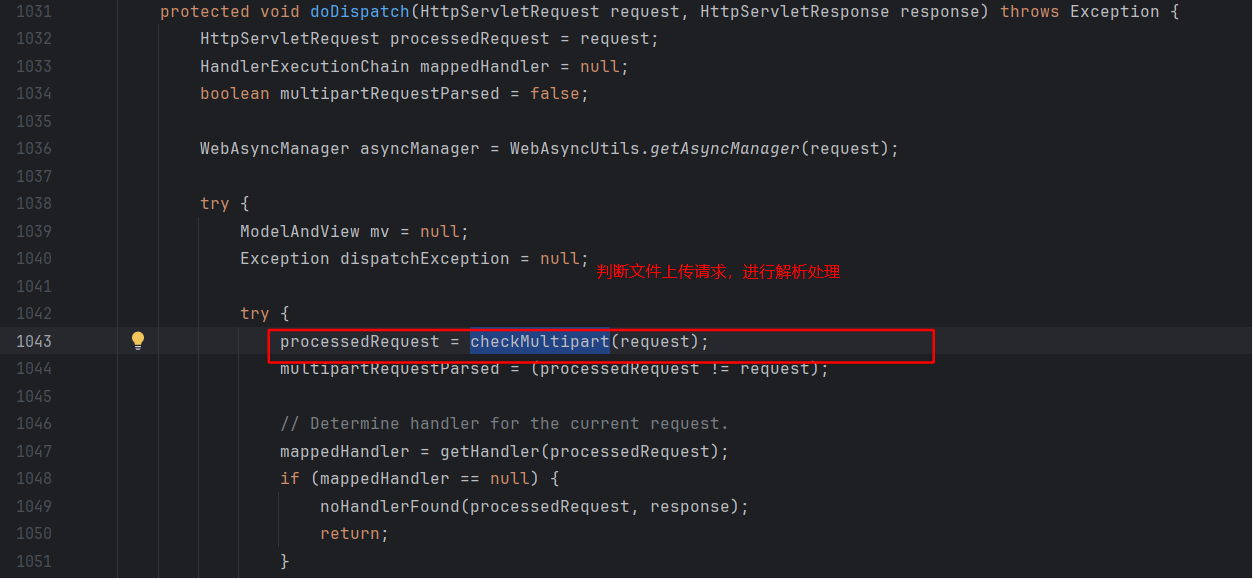 1031 protected void doDispatch(HttpServletRequest request, HttpServletResponse response) throws Exception {
1032 HttpServletRequest processedRequest = request;
1033 HandlerExecutionChain mappedHandler = null;
1034 boolean multipartRequestParsed = false;
1035
1036 WebAsyncManager asyncManager = WebAsyncUtils.getAsyncManager(request);
1037
1038 try {
1039 ModelAndView mv = null;
1040 Exception dispatchException = null;
判断文件上传请求，进行解析处理
1041
1042 try {
1043 processedRequest = checkMultipart(request);
1044 multipartRequestParsed = (processedRequest != request);
1045
1046 // Determine handler for the current request.
1047 mappedHandler = getHandler(processedRequest);
1048 if (mappedHandler == null) {
1049 noHandlerFound(processedRequest, response);
1050 return;
1051 }